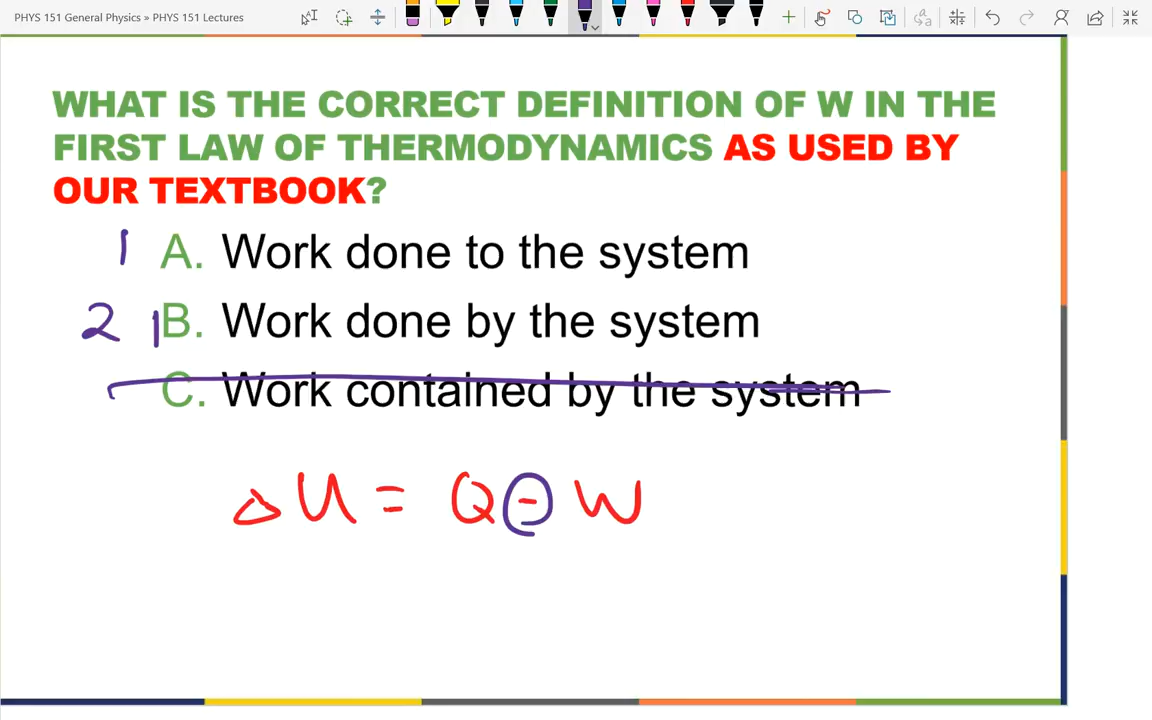 PHYS 151 General Physics » PHYS 151 Lectures
WHAT IS THE CORRECT DEFINITION OF W IN THE
FIRST LAW OF THERMODYNAMICS AS USED BY
OUR TEXTBOOK?
1 A. Work done to the system
2 1 B. Work done by the system
C. Work contained by the system
ΔU = Q - W